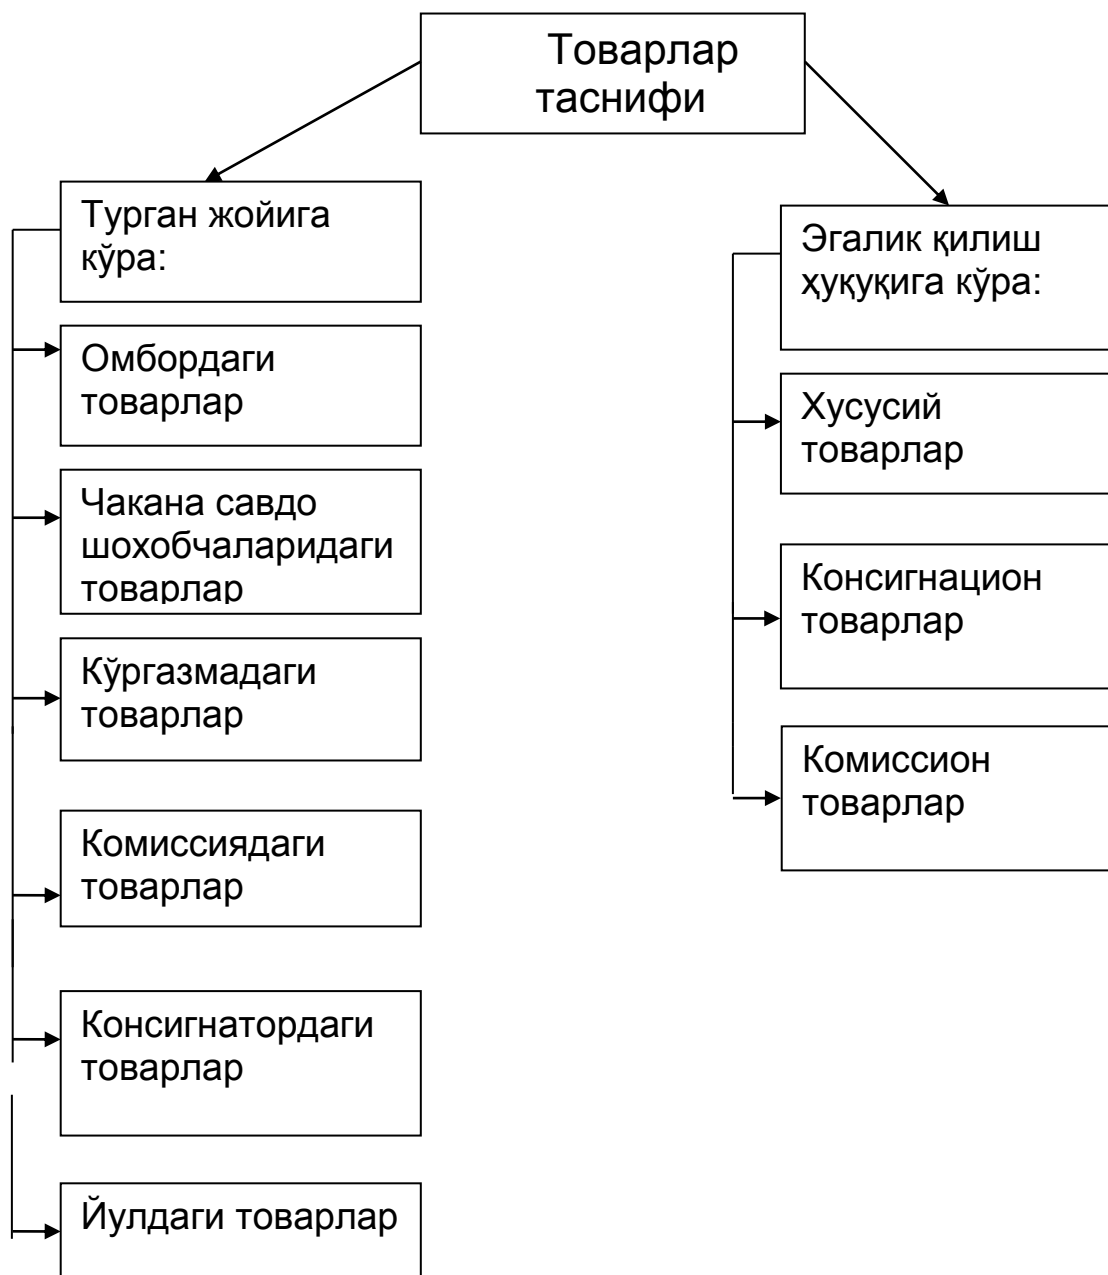 Товарлар
таснифи
Турган жойига
кўра:
Омбордаги
товарлар
Чакана савдо
шохобчаларидаги
товарлар
Кўргазмадаги
товарлар
Комиссиядаги
товарлар
Консигнатордаги
товарлар
Йулдаги товарлар
Эгалик қилиш
ҳуқуқига кўра:
Хусусий
товарлар
Консигнацион
товарлар
Комиссион
товарлар